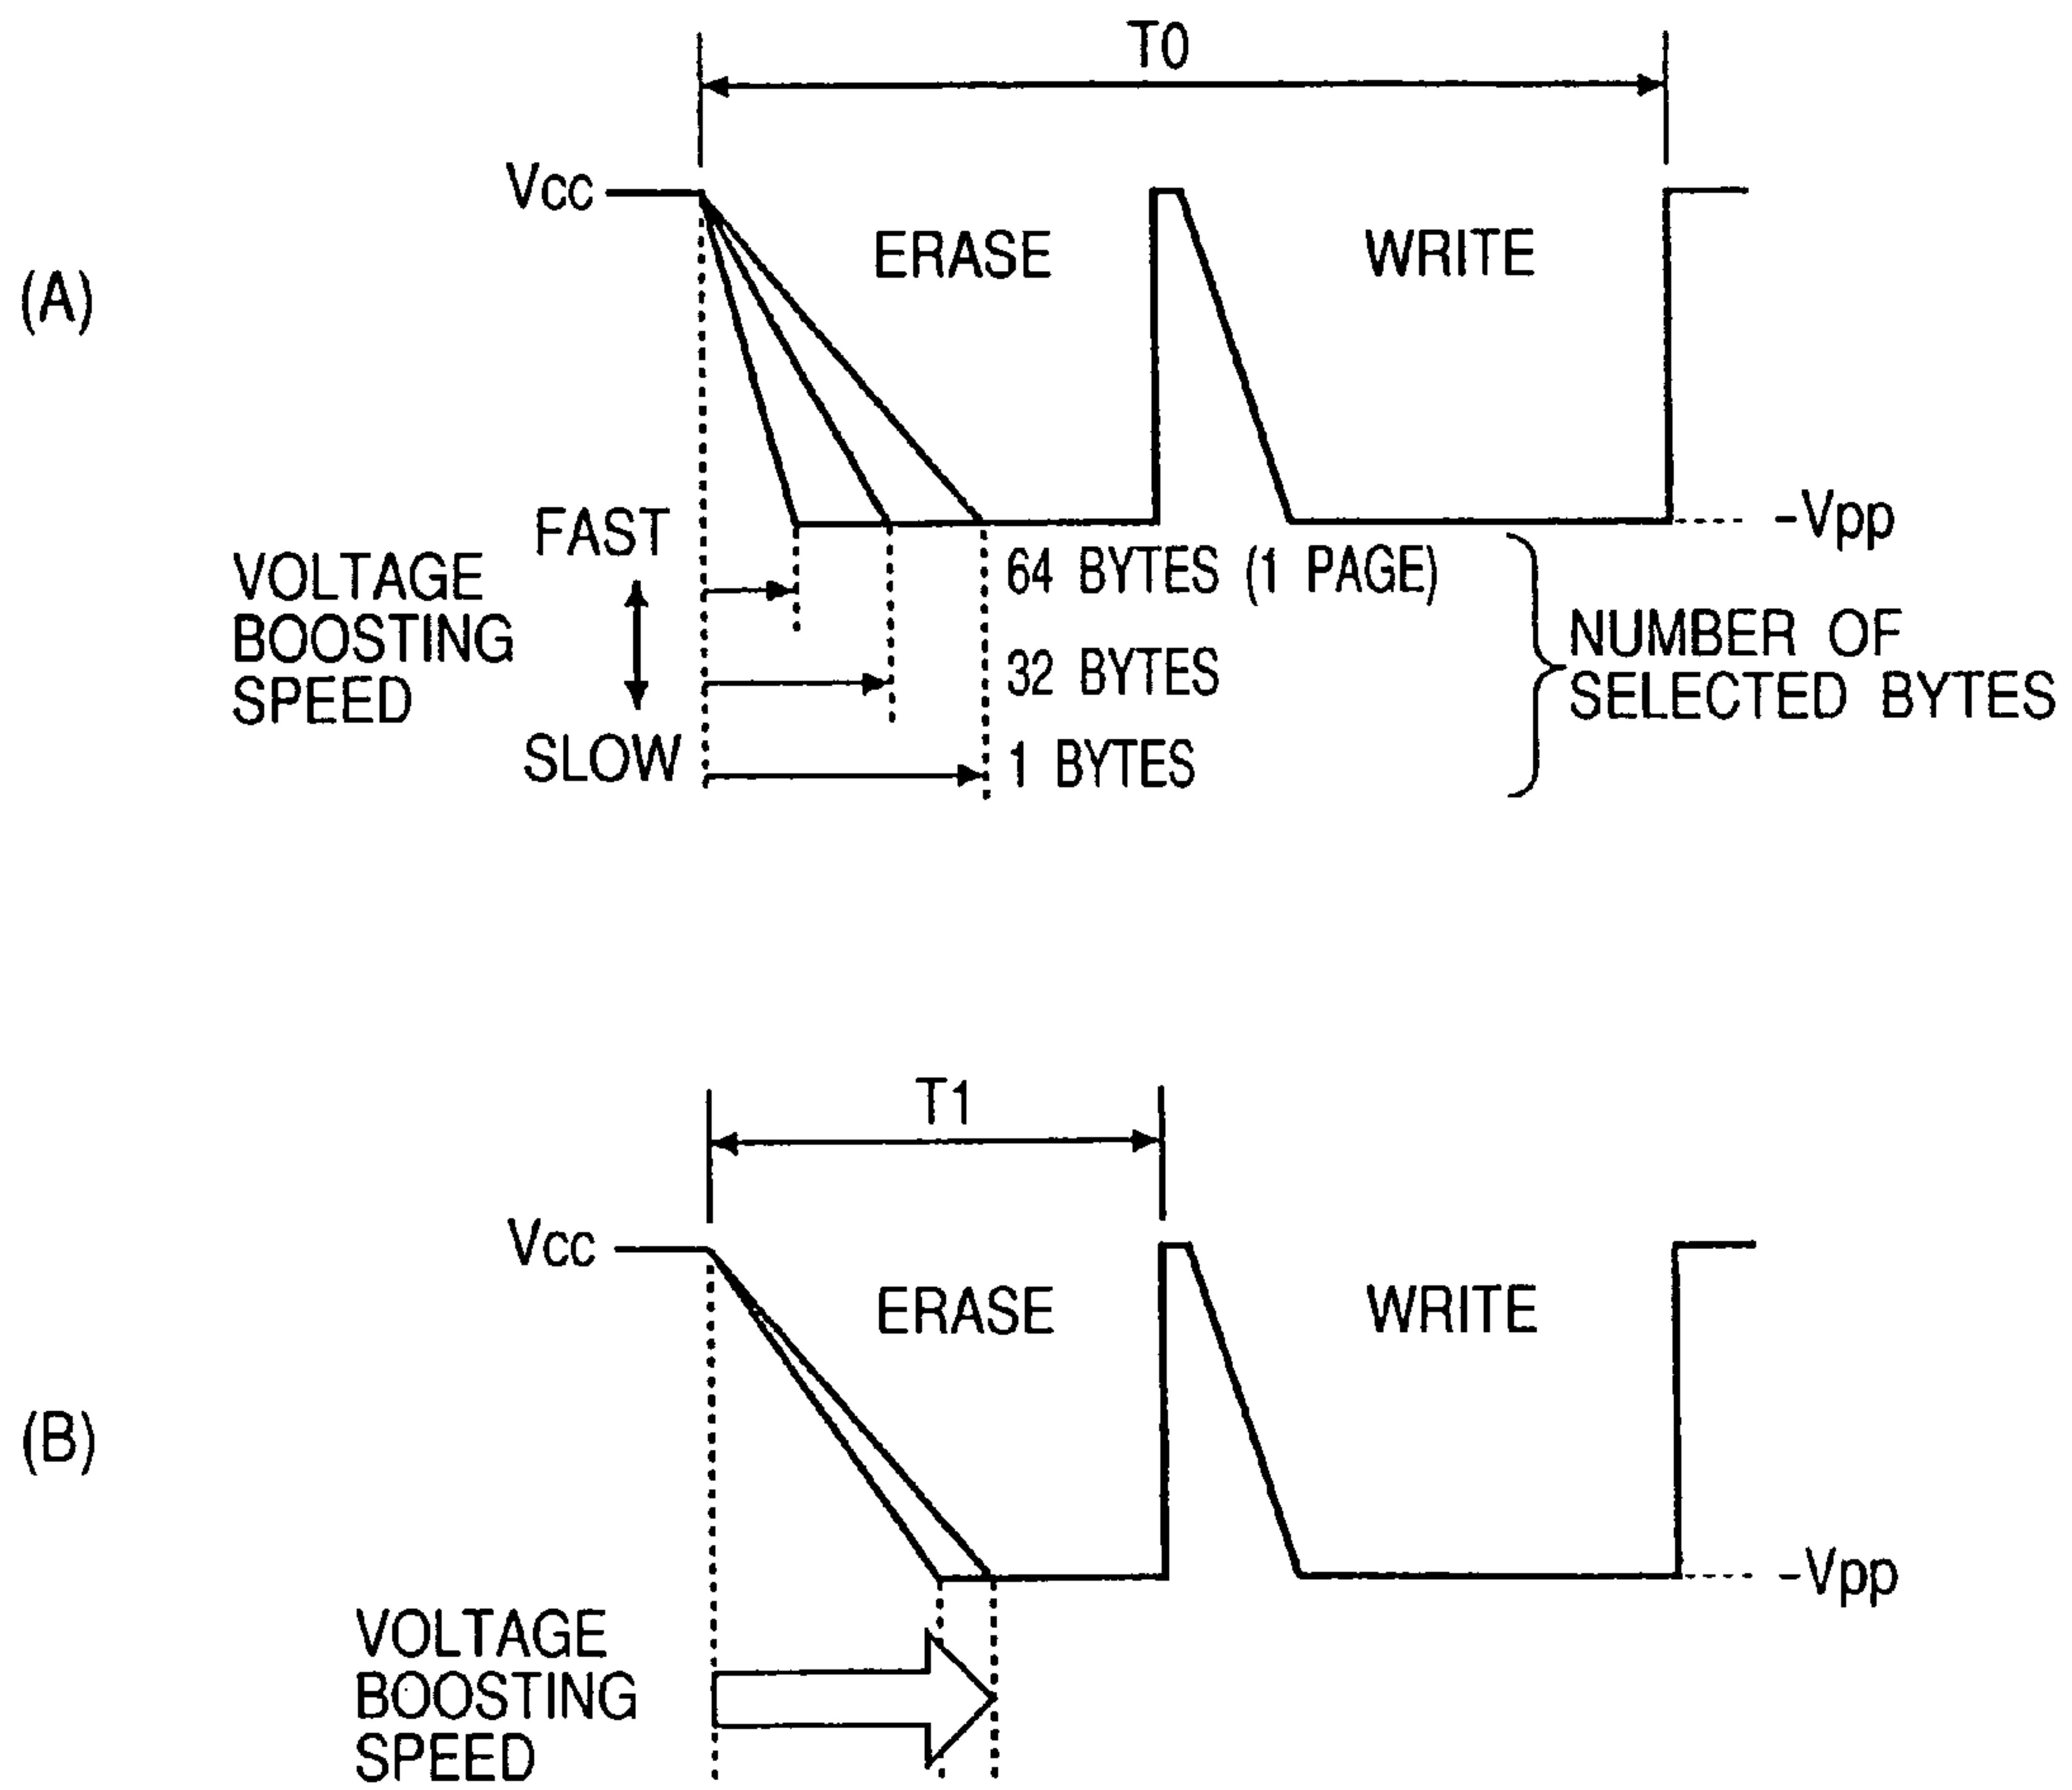 T0
Vcc
ERASE
WRITE
(A)
-Vpp
FAST
VOLTAGE
BOOSTING
SPEED
SLOW
64 BYTES (1 PAGE)
32 BYTES
1 BYTES
NUMBER OF
SELECTED BYTES
T1
Vcc
ERASE
WRITE
(B)
-Vpp
VOLTAGE
BOOSTING
SPEED